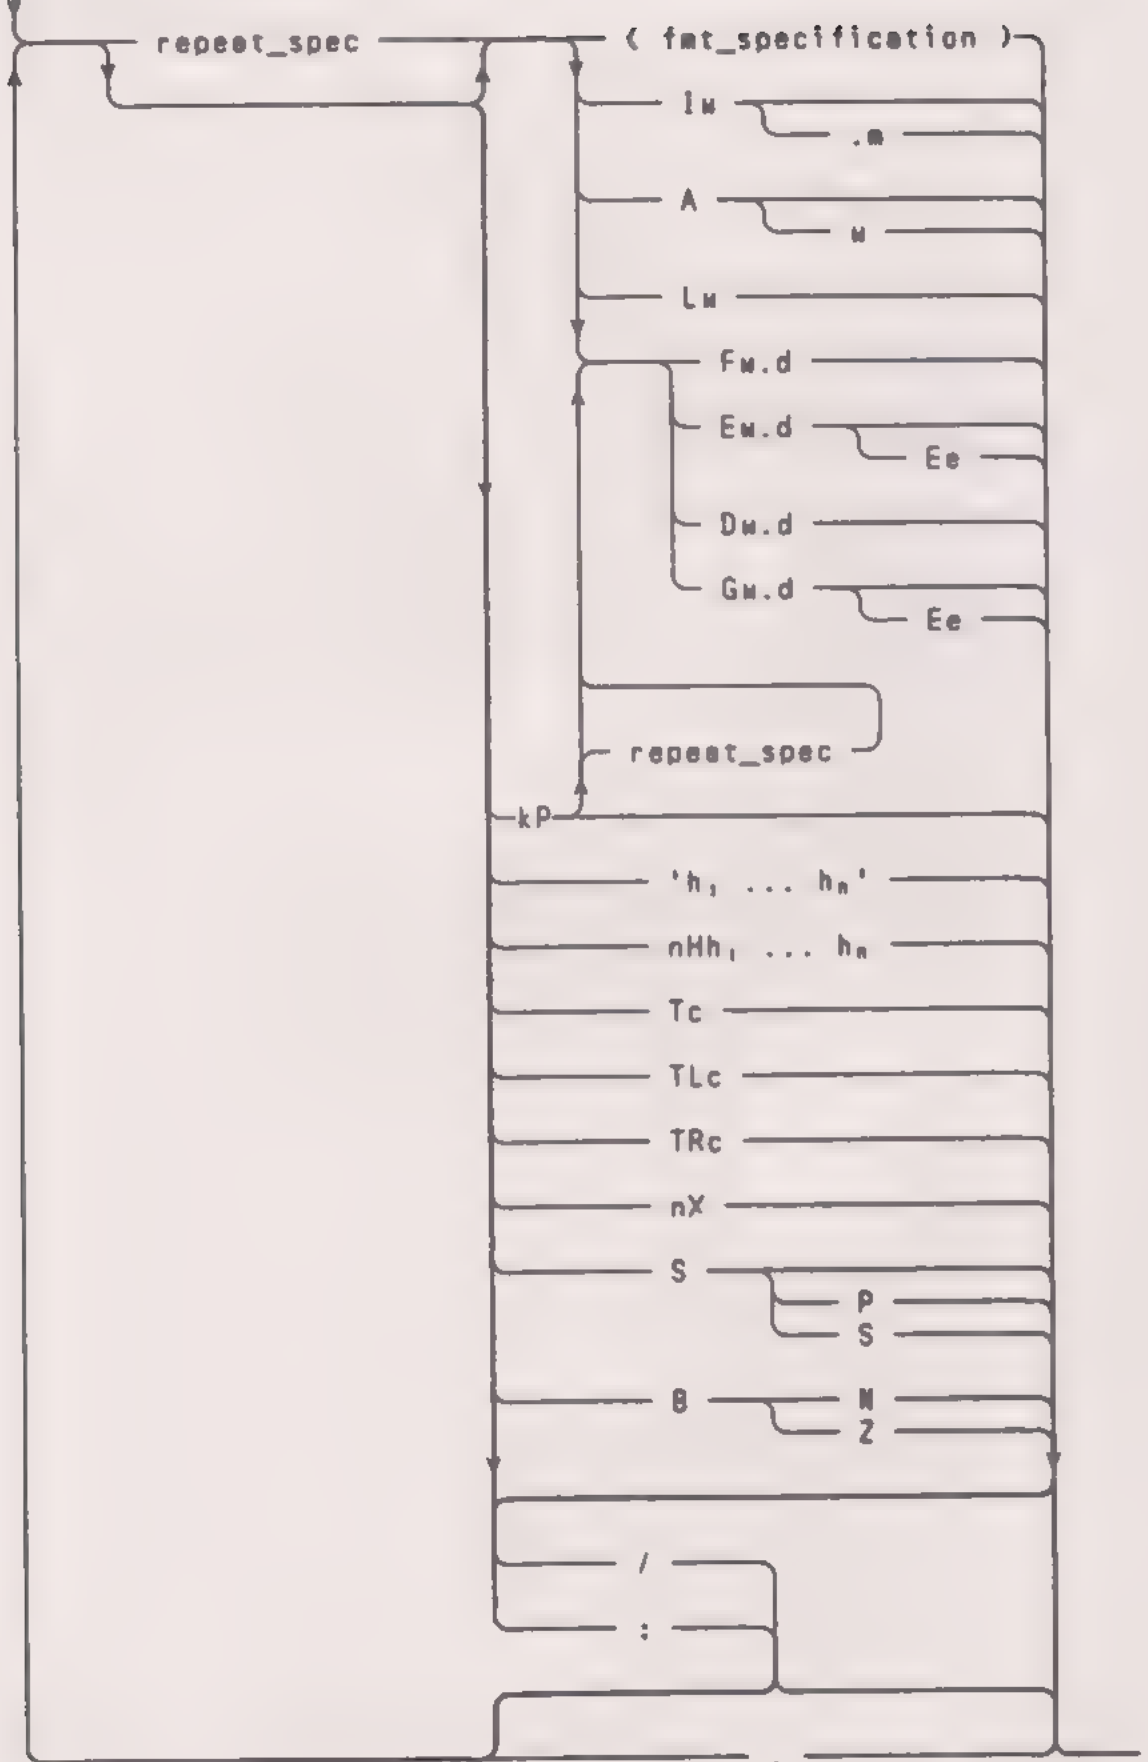 repeat_spec ( fmt_specification )
Iw
.m
A
w
Lw
Fw.d
Ew.d
Ee
Dw.d
Gw.d
Ee
repeat_spec
kP
'h₁ ... hₙ'
nHh₁ ... hₙ
Tc
TLc
TRc
nX
S
P
S
B N
Z
/
: